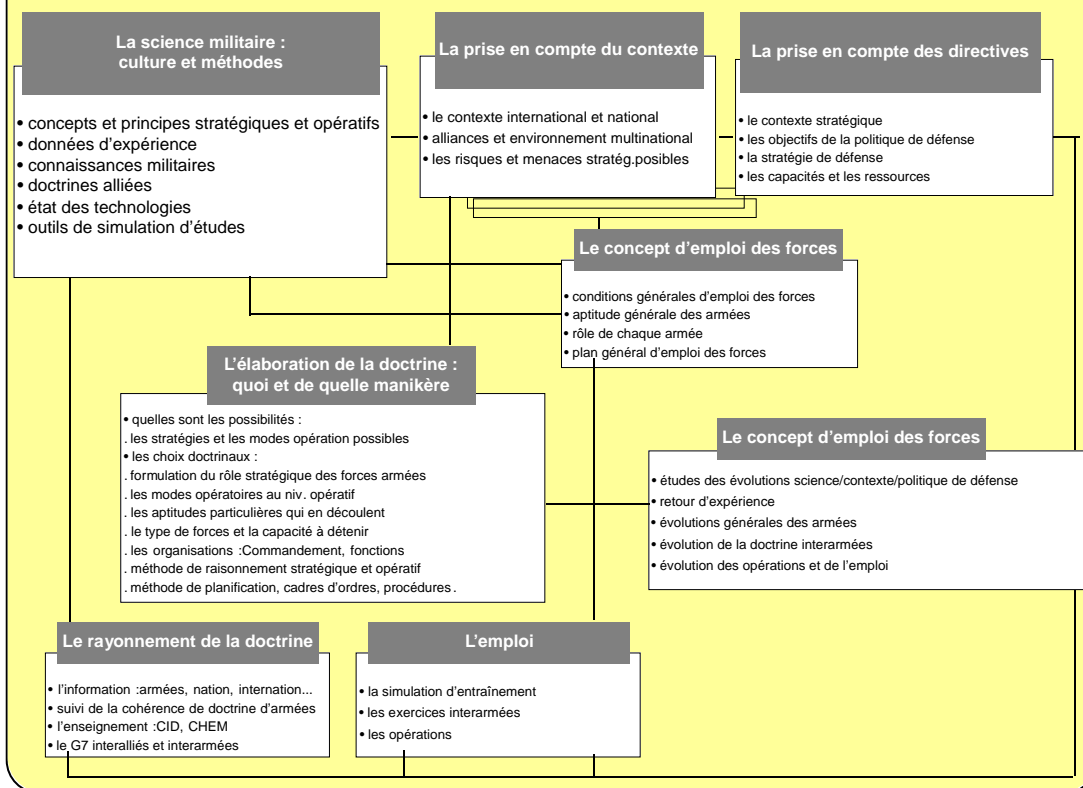 La science militaire :
culture et méthodes
• concepts et principes stratégiques et opératifs
• données d'expérience
• connaissances militaires
• doctrines alliées
• état des technologies
• outils de simulation d'études
La prise en compte du contexte
• le contexte international et national
• alliances et environnement multinational
• les risques et menaces stratég.posibles
La prise en compte des directives
• le contexte stratégique
• les objectifs de la politique de défense
• la stratégie de défense
• les capacités et les ressources
Le concept d'emploi des forces
• conditions générales d'emploi des forces
• aptitude générale des armées
• rôle de chaque armée
• plan général d'emploi des forces
L'élaboration de la doctrine :
quoi et de quelle manikère
• quelles sont les possibilités :
. les stratégies et les modes opération possibles
• les choix doctrinaux :
. formulation du rôle stratégique des forces armées
. les modes opératoires au niv. opératif
. les aptitudes particulières qui en découlent
. le type de forces et la capacité à détenir
. les organisations :Commandement, fonctions
. méthode de raisonnement stratégique et opératif
. méthode de planification, cadres d'ordres, procédures.
Le concept d'emploi des forces
• études des évolutions science/contexte/politique de défense
• retour d'expérience
• évolutions générales des armées
• évolution de la doctrine interarmées
• évolution des opérations et de l'emploi
Le rayonnement de la doctrine
• l'information :armées, nation, internation...
• suivi de la cohérence de doctrine d'armées
• l'enseignement :CID, CHEM
• le G7 interalliés et interarmées
L'emploi
• la simulation d'entraînement
• les exercices interarmées
• les opérations